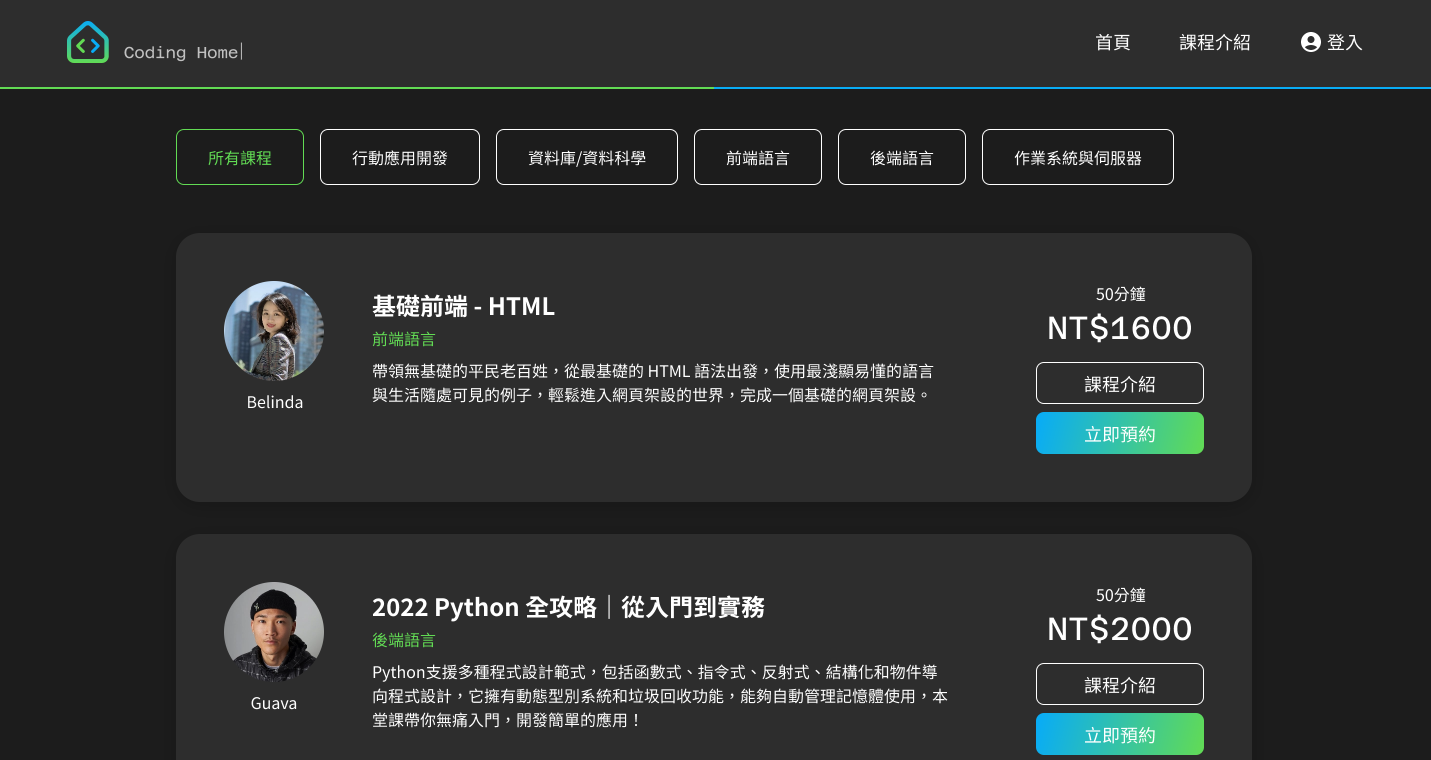 Coding Home
首頁
課程介紹
登入
所有課程
行動應用開發
資料庫/資料科學
前端語言
後端語言
作業系統與伺服器
Belinda
基礎前端 - HTML
前端語言
帶領無基礎的平民老百姓，從最基礎的 HTML 語法出發，使用最淺顯易懂的語言
與生活隨處可見的例子，輕鬆進入網頁架設的世界，完成一個基礎的網頁架設。
50分鐘
NT$1600
課程介紹
立即預約
Guava
2022 Python 全攻略｜從入門到實務
後端語言
Python支援多種程式設計範式，包括函數式、指令式、反射式、結構化和物件導
向程式設計，它擁有動態型別系統和垃圾回收功能，能夠自動管理記憶體使用，本
堂課帶你無痛入門，開發簡單的應用！
50分鐘
NT$2000
課程介紹
立即預約